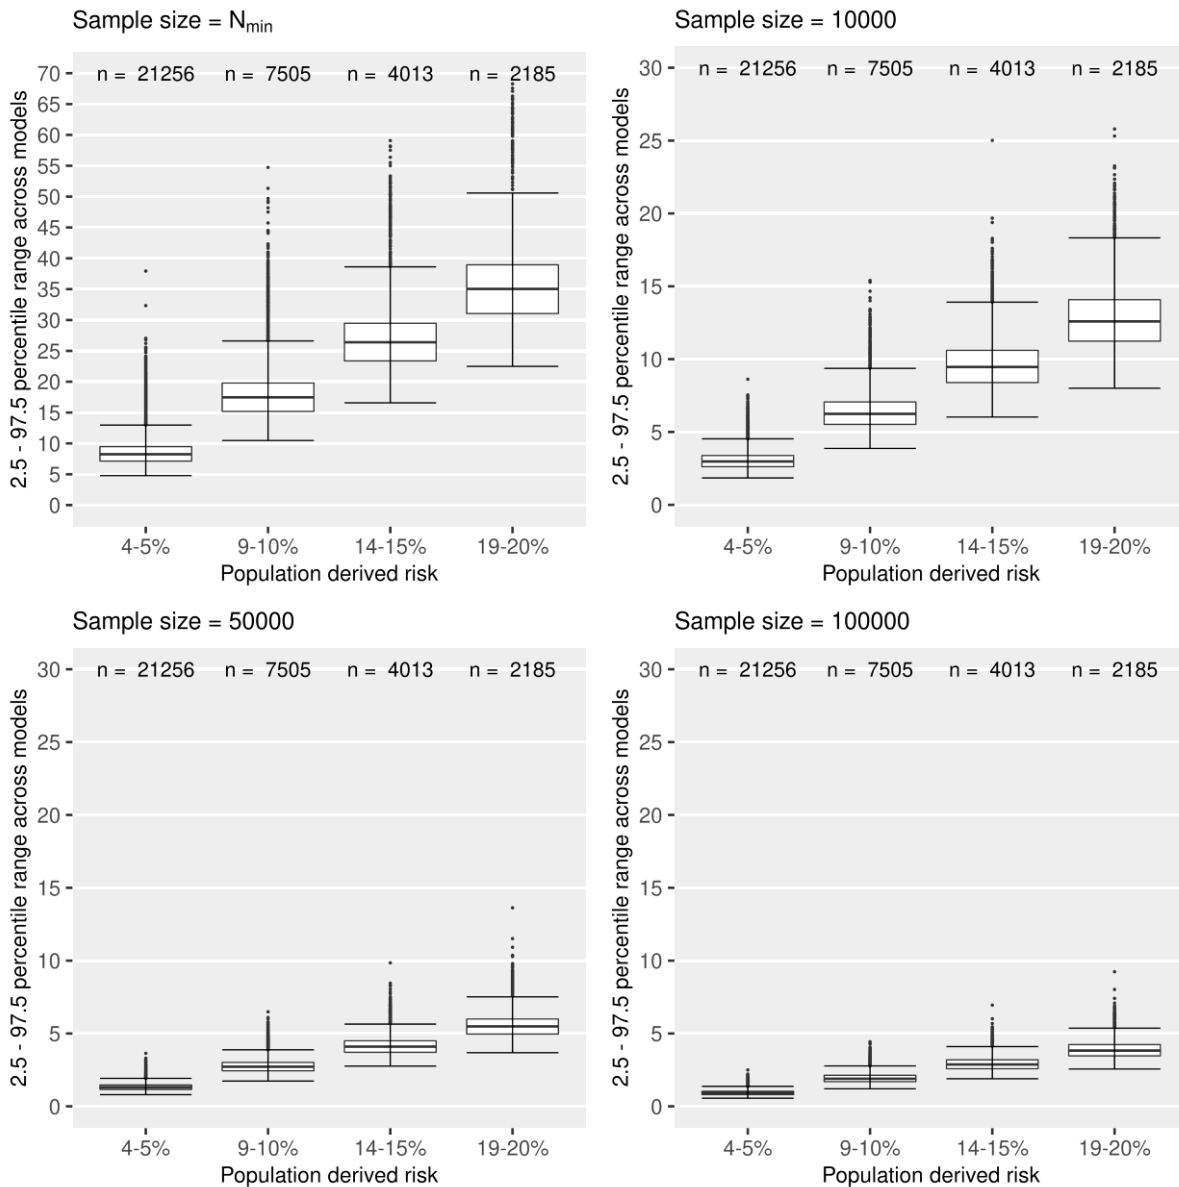 Sample size = Nmin
n = 21256 n = 7505 n = 4013 n = 2185
2.5 - 97.5 percentile range across models
70
65
60
55
50
45
40
35
30
25
20
15
10
5
0
4-5% 9-10% 14-15% 19-20%
Population derived risk
Sample size = 10000
n = 21256 n = 7505 n = 4013 n = 2185
2.5 - 97.5 percentile range across models
30
25
20
15
10
5
0
4-5% 9-10% 14-15% 19-20%
Population derived risk
Sample size = 50000
n = 21256 n = 7505 n = 4013 n = 2185
2.5 - 97.5 percentile range across models
30
25
20
15
10
5
0
4-5% 9-10% 14-15% 19-20%
Population derived risk
Sample size = 100000
n = 21256 n = 7505 n = 4013 n = 2185
2.5 - 97.5 percentile range across models
30
25
20
15
10
5
0
4-5% 9-10% 14-15% 19-20%
Population derived risk